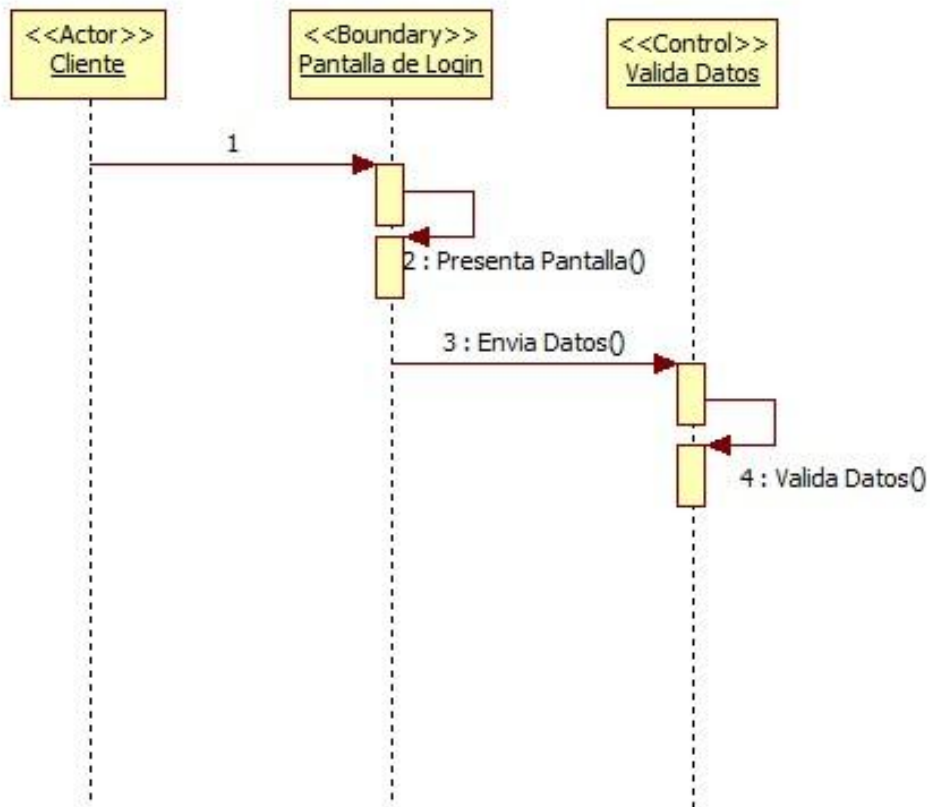 <<Actor>>
Cliente
<<Boundary>>
Pantalla de Login
<<Control>>
Valida Datos
1
2 : Presenta Pantalla()
3 : Envia Datos()
4 : Valida Datos()